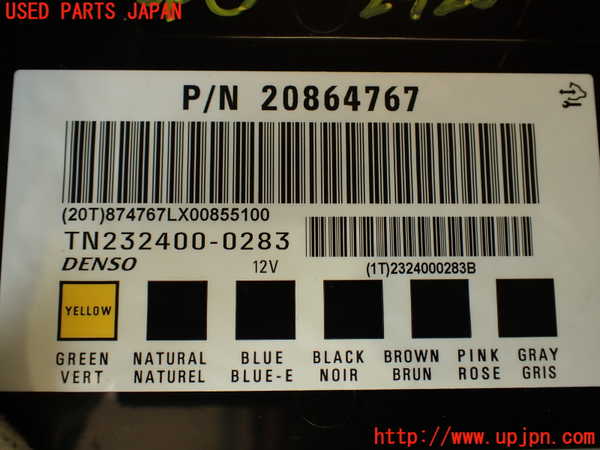 USED PARTS JAPAN
P/N 20864767
(20T)874767LX00855100
TN232400-0283
DENSO 12V
(1T)2324000283B
YELLOW
GREEN NATURAL BLUE BLACK BROWN PINK GRAY
VERT NATUREL BLUE-E NOIR BRUN ROSE GRIS
http://www.upjpn.com